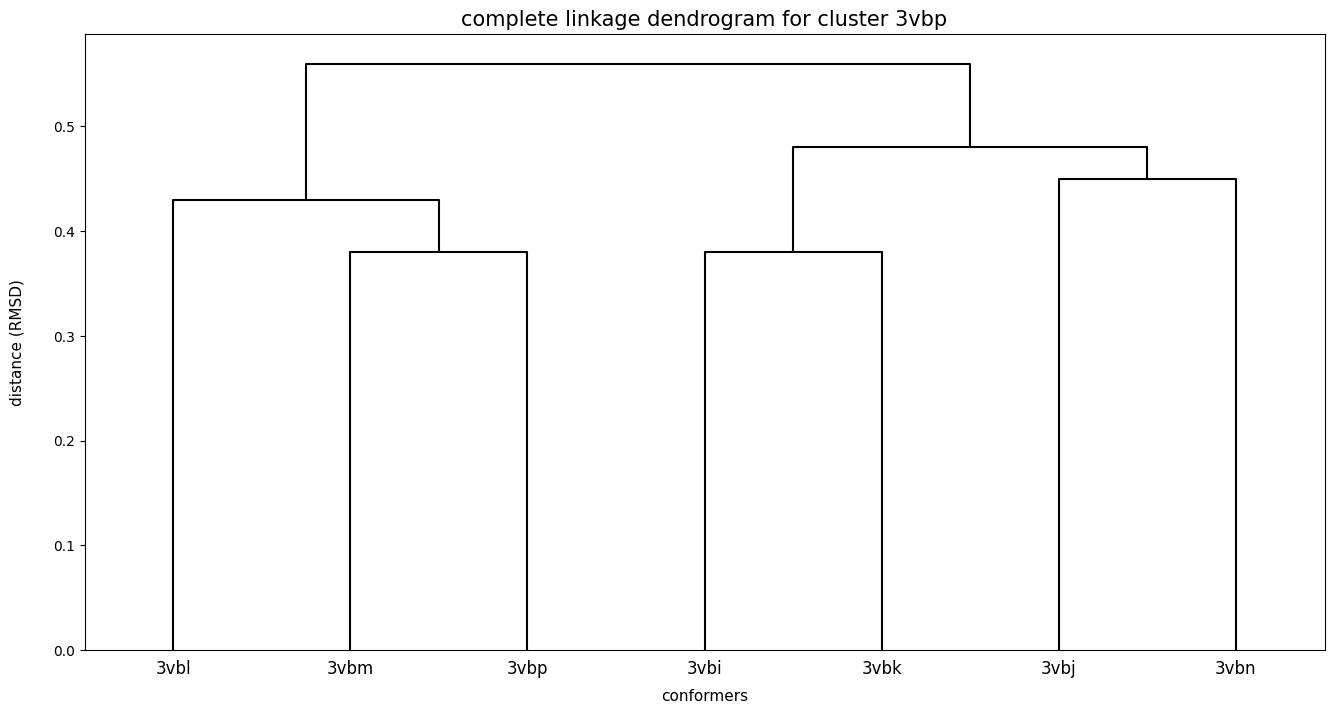 complete linkage dendrogram for cluster 3vbp
distance (RMSD)
0.5
0.4
0.3
0.2
0.1
0.0
3vbl 3vbm 3vbp 3vbi 3vbk 3vbj 3vbn
conformers